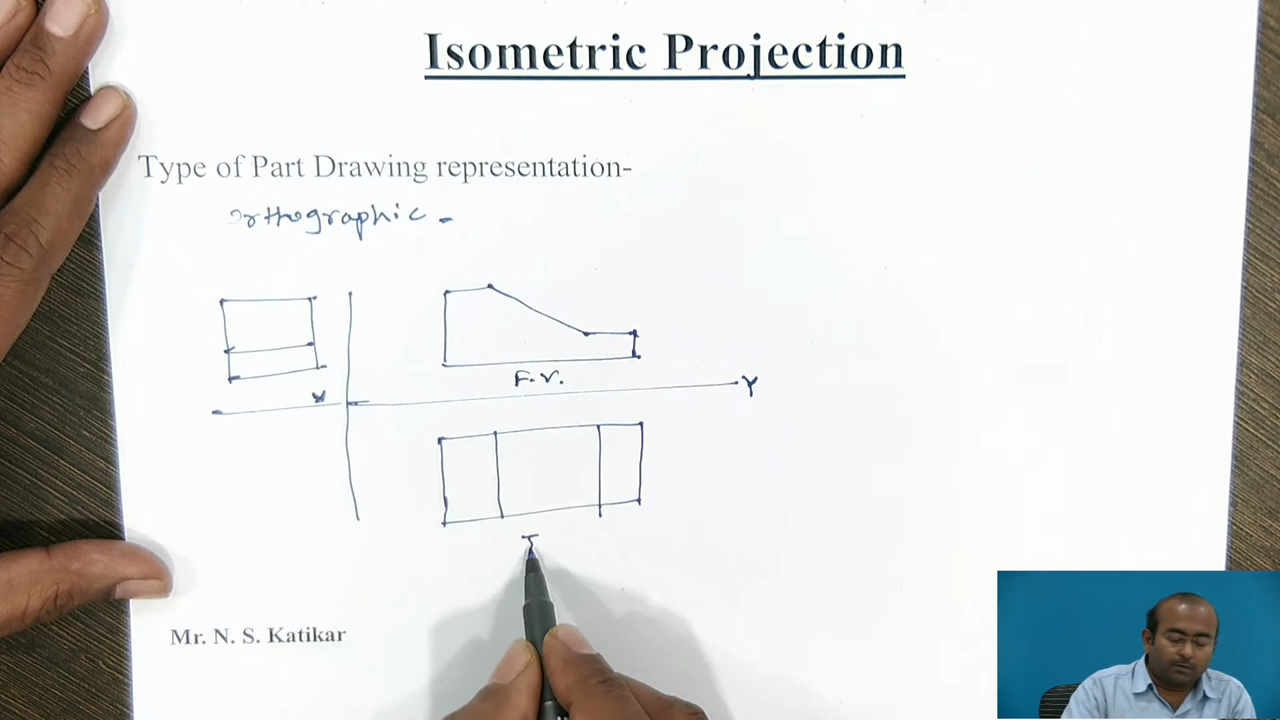 Isometric Projection
Type of Part Drawing representation-
Orthographic -
F.V.
X
Y
T
Mr. N. S. Katikar